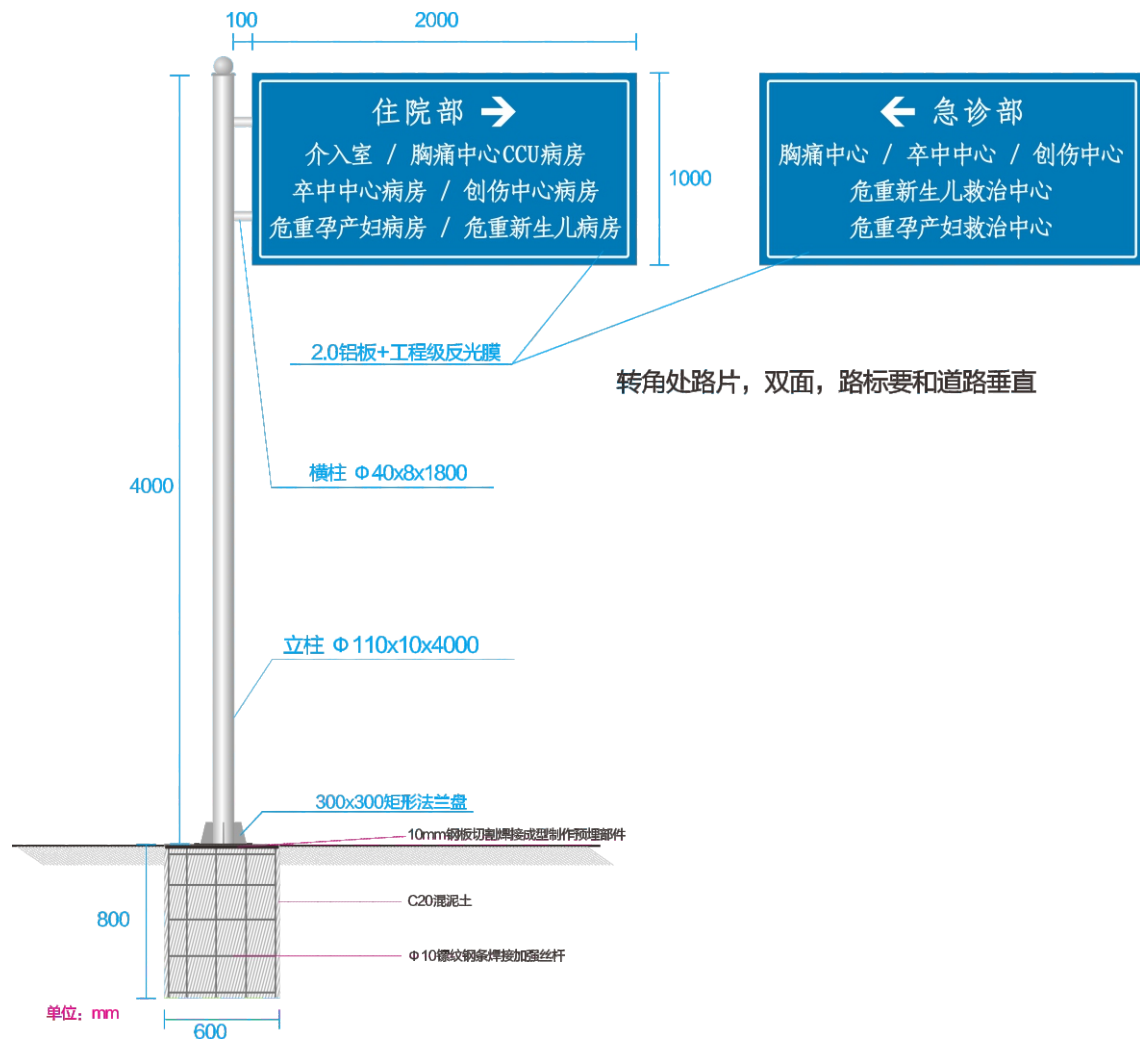 100
2000
住院部
介入室 / 胸痛中心CCU病房
卒中中心病房 / 创伤中心病房
危重孕产妇病房 / 危重新生儿病房
1000
急诊部
胸痛中心 / 卒中中心 / 创伤中心
危重新生儿救治中心
危重孕产妇救治中心
2.0铝板+工程级反光膜
转角处路片，双面，路标要和道路垂直
横柱 Φ40x8x1800
4000
立柱 Φ110x10x4000
300x300矩形法兰盘
10mm钢板切割焊接成型制作预埋部件
C20混泥土
800
Φ10镙纹钢条焊接加强丝杆
单位：mm
600